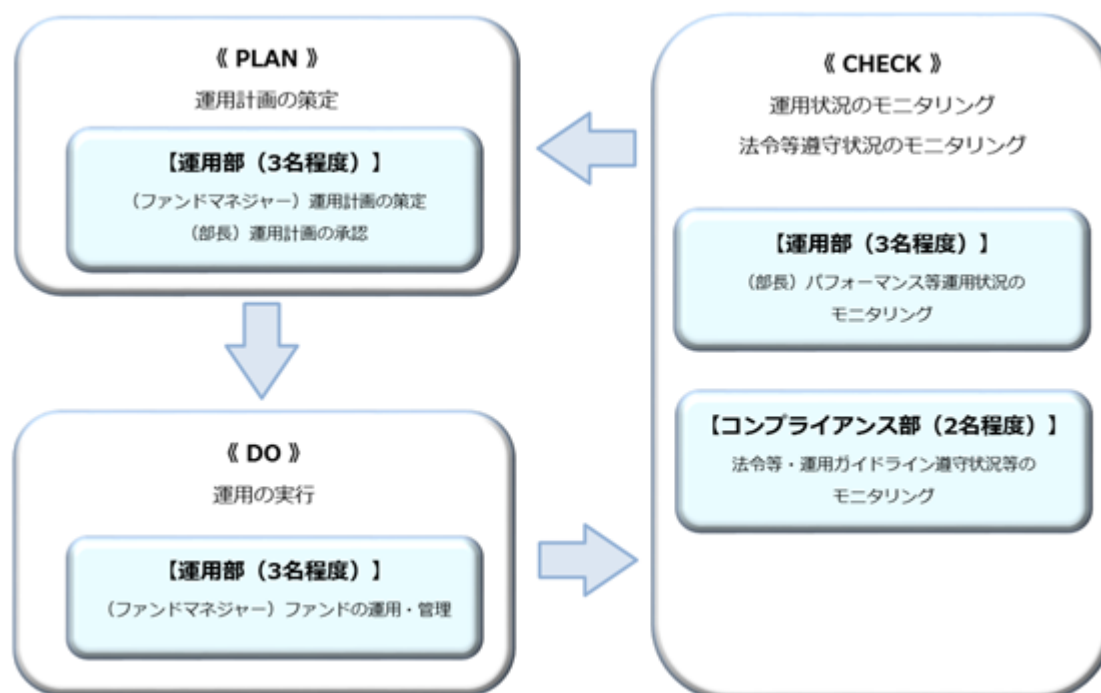 《 PLAN 》
運用計画の策定
【運用部（3名程度）】
（ファンドマネジャー）運用計画の策定
（部長）運用計画の承認
《 DO 》
運用の実行
【運用部（3名程度）】
（ファンドマネジャー）ファンドの運用・管理
《 CHECK 》
運用状況のモニタリング
法令等遵守状況のモニタリング
【運用部（3名程度）】
（部長）パフォーマンス等運用状況の
モニタリング
【コンプライアンス部（2名程度）】
法令等・運用ガイドライン遵守状況等の
モニタリング